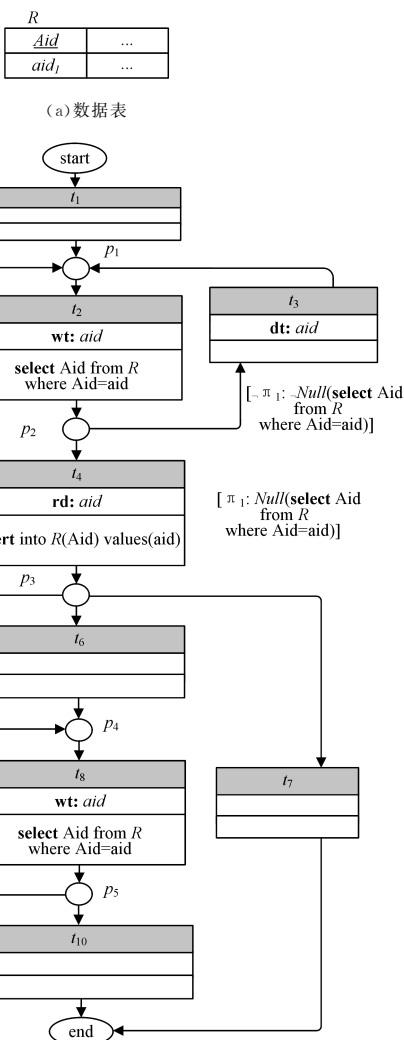 R
Aid ...
aid1 ...
(a)数据表
start
t1
p1
t2
wt: aid
select Aid from R
where Aid=aid
t3
dt: aid
[¬π1: ¬Null(select Aid
from R
where Aid=aid)]
p2
t4
rd: aid
ert into R(Aid) values(aid)
[π1: Null(select Aid
from R
where Aid=aid)]
p3
t6
p4
t7
t8
wt: aid
select Aid from R
where Aid=aid
p5
t10
end